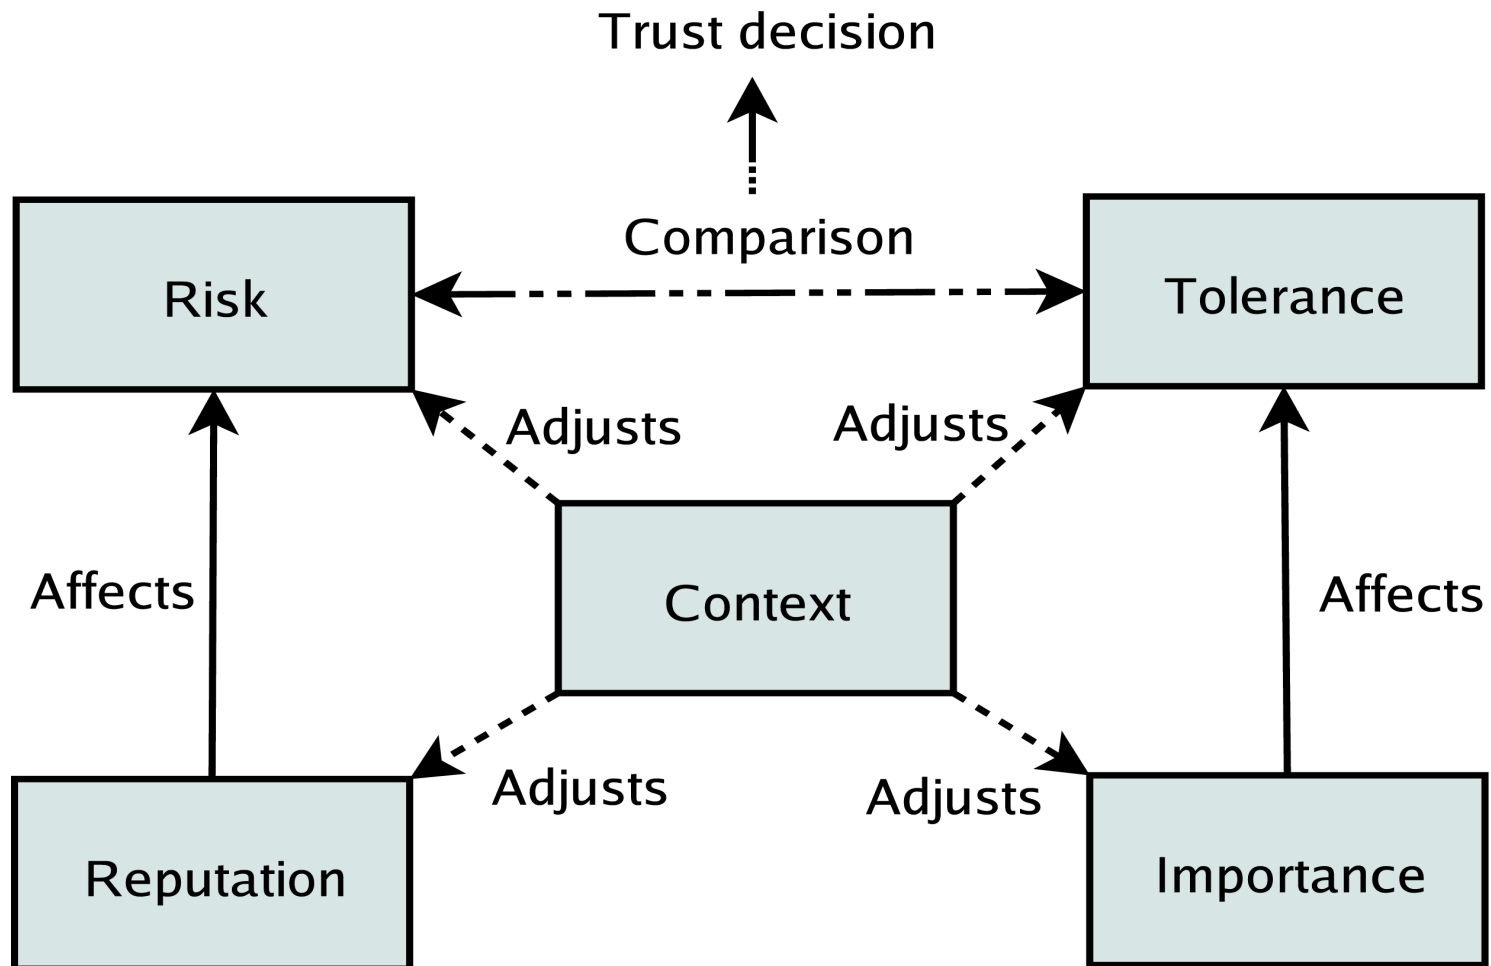 Trust decision
Comparison
Risk
Tolerance
Adjusts
Adjusts
Affects
Context
Affects
Adjusts
Adjusts
Reputation
Importance